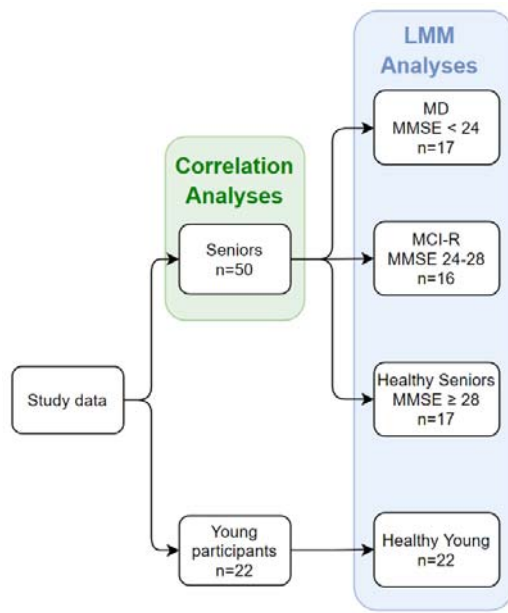 LMM
Analyses
MD
MMSE < 24
n=17
Correlation
Analyses
Seniors
n=50
MCI-R
MMSE 24-28
n=16
Study data
Healthy Seniors
MMSE ≥ 28
n=17
Young
participants
n=22
Healthy Young
n=22